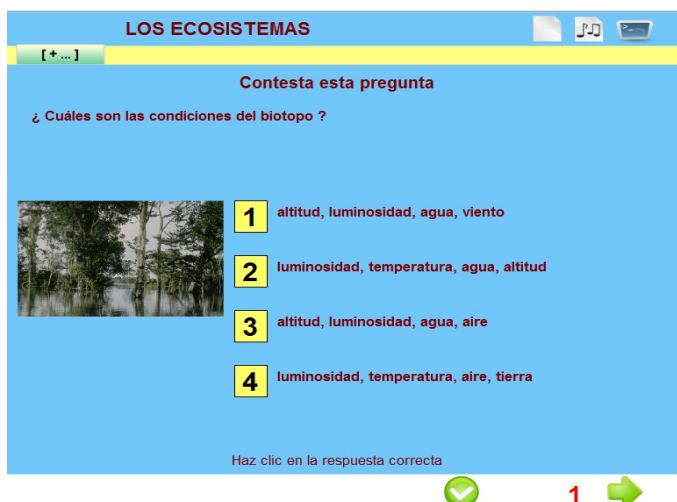 LOS ECOSISTEMAS
[ + ... ]
Contesta esta pregunta
¿ Cuáles son las condiciones del biotopo ?
1 altitud, luminosidad, agua, viento
2 luminosidad, temperatura, agua, altitud
3 altitud, luminosidad, agua, aire
4 luminosidad, temperatura, aire, tierra
Haz clic en la respuesta correcta
1